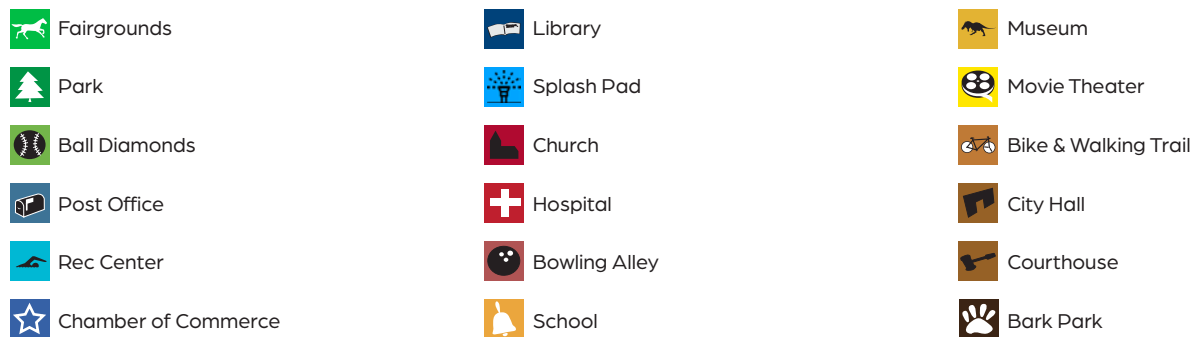 Fairgrounds
Park
Ball Diamonds
Post Office
Rec Center
Chamber of Commerce
Library
Splash Pad
Church
Hospital
Bowling Alley
School
Museum
Movie Theater
Bike & Walking Trail
City Hall
Courthouse
Bark Park